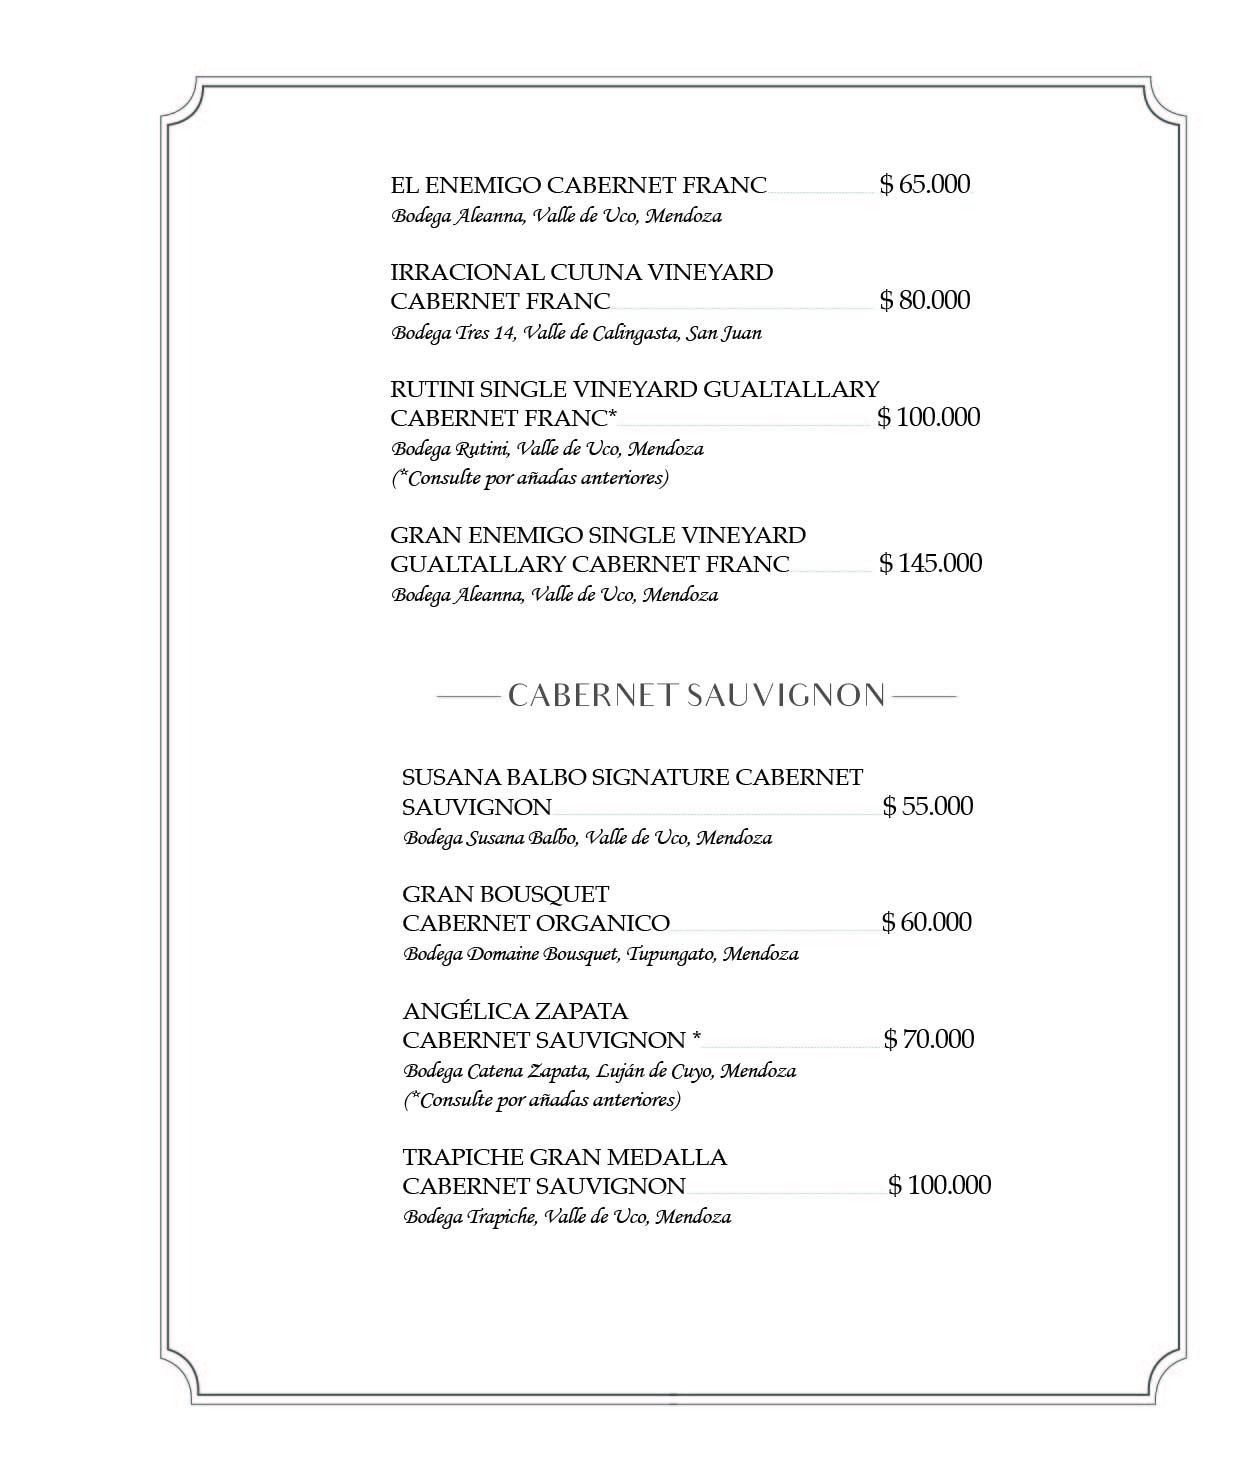 EL ENEMIGO CABERNET FRANC $ 65.000
Bodega Aleanna, Valle de Uco, Mendoza
IRRACIONAL CUUNA VINEYARD
CABERNET FRANC $ 80.000
Bodega Tres 14, Valle de Calingasta, San Juan
RUTINI SINGLE VINEYARD GUALTALLARY
CABERNET FRANC* $ 100.000
Bodega Rutini, Valle de Uco, Mendoza
(*Consulte por añadas anteriores)
GRAN ENEMIGO SINGLE VINEYARD
GUALTALLARY CABERNET FRANC $ 145.000
Bodega Aleanna, Valle de Uco, Mendoza
CABERNET SAUVIGNON
SUSANA BALBO SIGNATURE CABERNET
SAUVIGNON $ 55.000
Bodega Susana Balbo, Valle de Uco, Mendoza
GRAN BOUSQUET
CABERNET ORGANICO $ 60.000
Bodega Domaine Bousquet, Tupungato, Mendoza
ANGÉLICA ZAPATA
CABERNET SAUVIGNON * $ 70.000
Bodega Catena Zapata, Luján de Cuyo, Mendoza
(*Consulte por añadas anteriores)
TRAPICHE GRAN MEDALLA
CABERNET SAUVIGNON $ 100.000
Bodega Trapiche, Valle de Uco, Mendoza